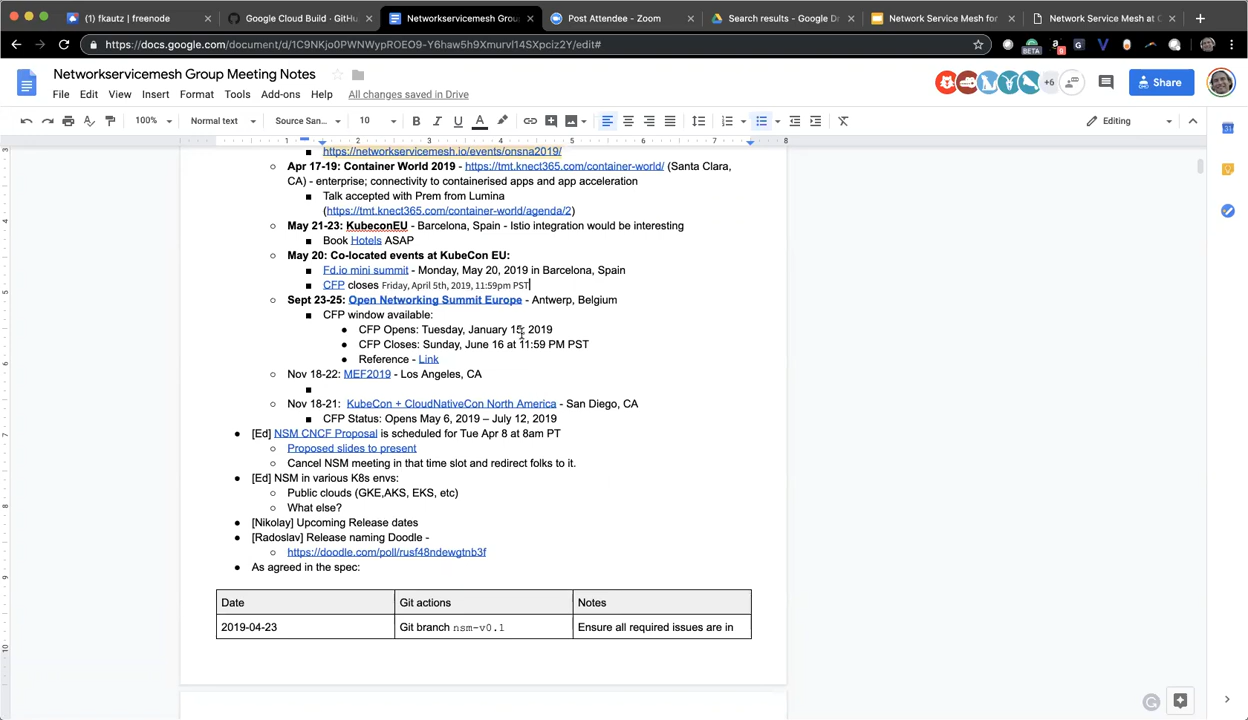 (1) fkautz | freenode
Google Cloud Build · GitHu
Networkservicemesh Group
Post Attendee - Zoom
Search results - Google Dr
Network Service Mesh for
Network Service Mesh at C
https://docs.google.com/document/d/1C9NKjo0PWNWypROEO9-Y6haw5h9Xmurvl14SXpciz2Y/edit#
BETA
Networkservicemesh Group Meeting Notes
File Edit View Insert Format Tools Add-ons Help All changes saved in Drive
+6
Share
100% Normal text Source San... 10 B I U A Editing
1 1 2 3 4 5 6 7 8
https://networkservicemesh.io/events/onsna2019/
Apr 17-19: Container World 2019 - https://tmt.knect365.com/container-world/ (Santa Clara,
CA) - enterprise; connectivity to containerised apps and app acceleration
Talk accepted with Prem from Lumina
(https://tmt.knect365.com/container-world/agenda/2)
May 21-23: KubeconEU - Barcelona, Spain - Istio integration would be interesting
Book Hotels ASAP
May 20: Co-located events at KubeCon EU:
Fd.io mini summit - Monday, May 20, 2019 in Barcelona, Spain
CFP closes Friday, April 5th, 2019, 11:59pm PST
Sept 23-25: Open Networking Summit Europe - Antwerp, Belgium
CFP window available:
CFP Opens: Tuesday, January 15, 2019
CFP Closes: Sunday, June 16 at 11:59 PM PST
Reference - Link
Nov 18-22: MEF2019 - Los Angeles, CA
Nov 18-21: KubeCon + CloudNativeCon North America - San Diego, CA
CFP Status: Opens May 6, 2019 – July 12, 2019
[Ed] NSM CNCF Proposal is scheduled for Tue Apr 8 at 8am PT
Proposed slides to present
Cancel NSM meeting in that time slot and redirect folks to it.
[Ed] NSM in various K8s envs:
Public clouds (GKE,AKS, EKS, etc)
What else?
[Nikolay] Upcoming Release dates
[Radoslav] Release naming Doodle -
https://doodle.com/poll/rusf48ndewgtnb3f
As agreed in the spec:
Date Git actions Notes
2019-04-23 Git branch nsm-v0.1 Ensure all required issues are in